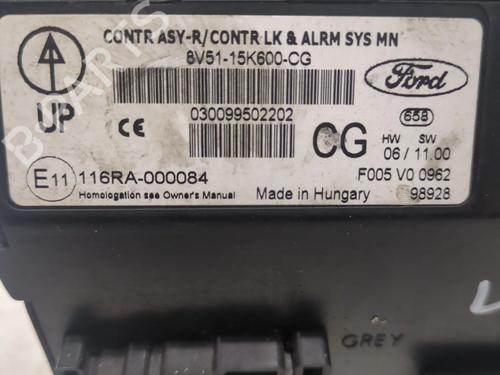 CONTR ASY-R/CONTR LK & ALRM SYS MN
8V51-15K600-CG
Ford
UP
CE
030099502202
CG
658
HW SW
06 / 11.00
E11 116RA-000084
F005 V0 0962
Homologation see Owner's Manual
Made in Hungary
98928
GREY